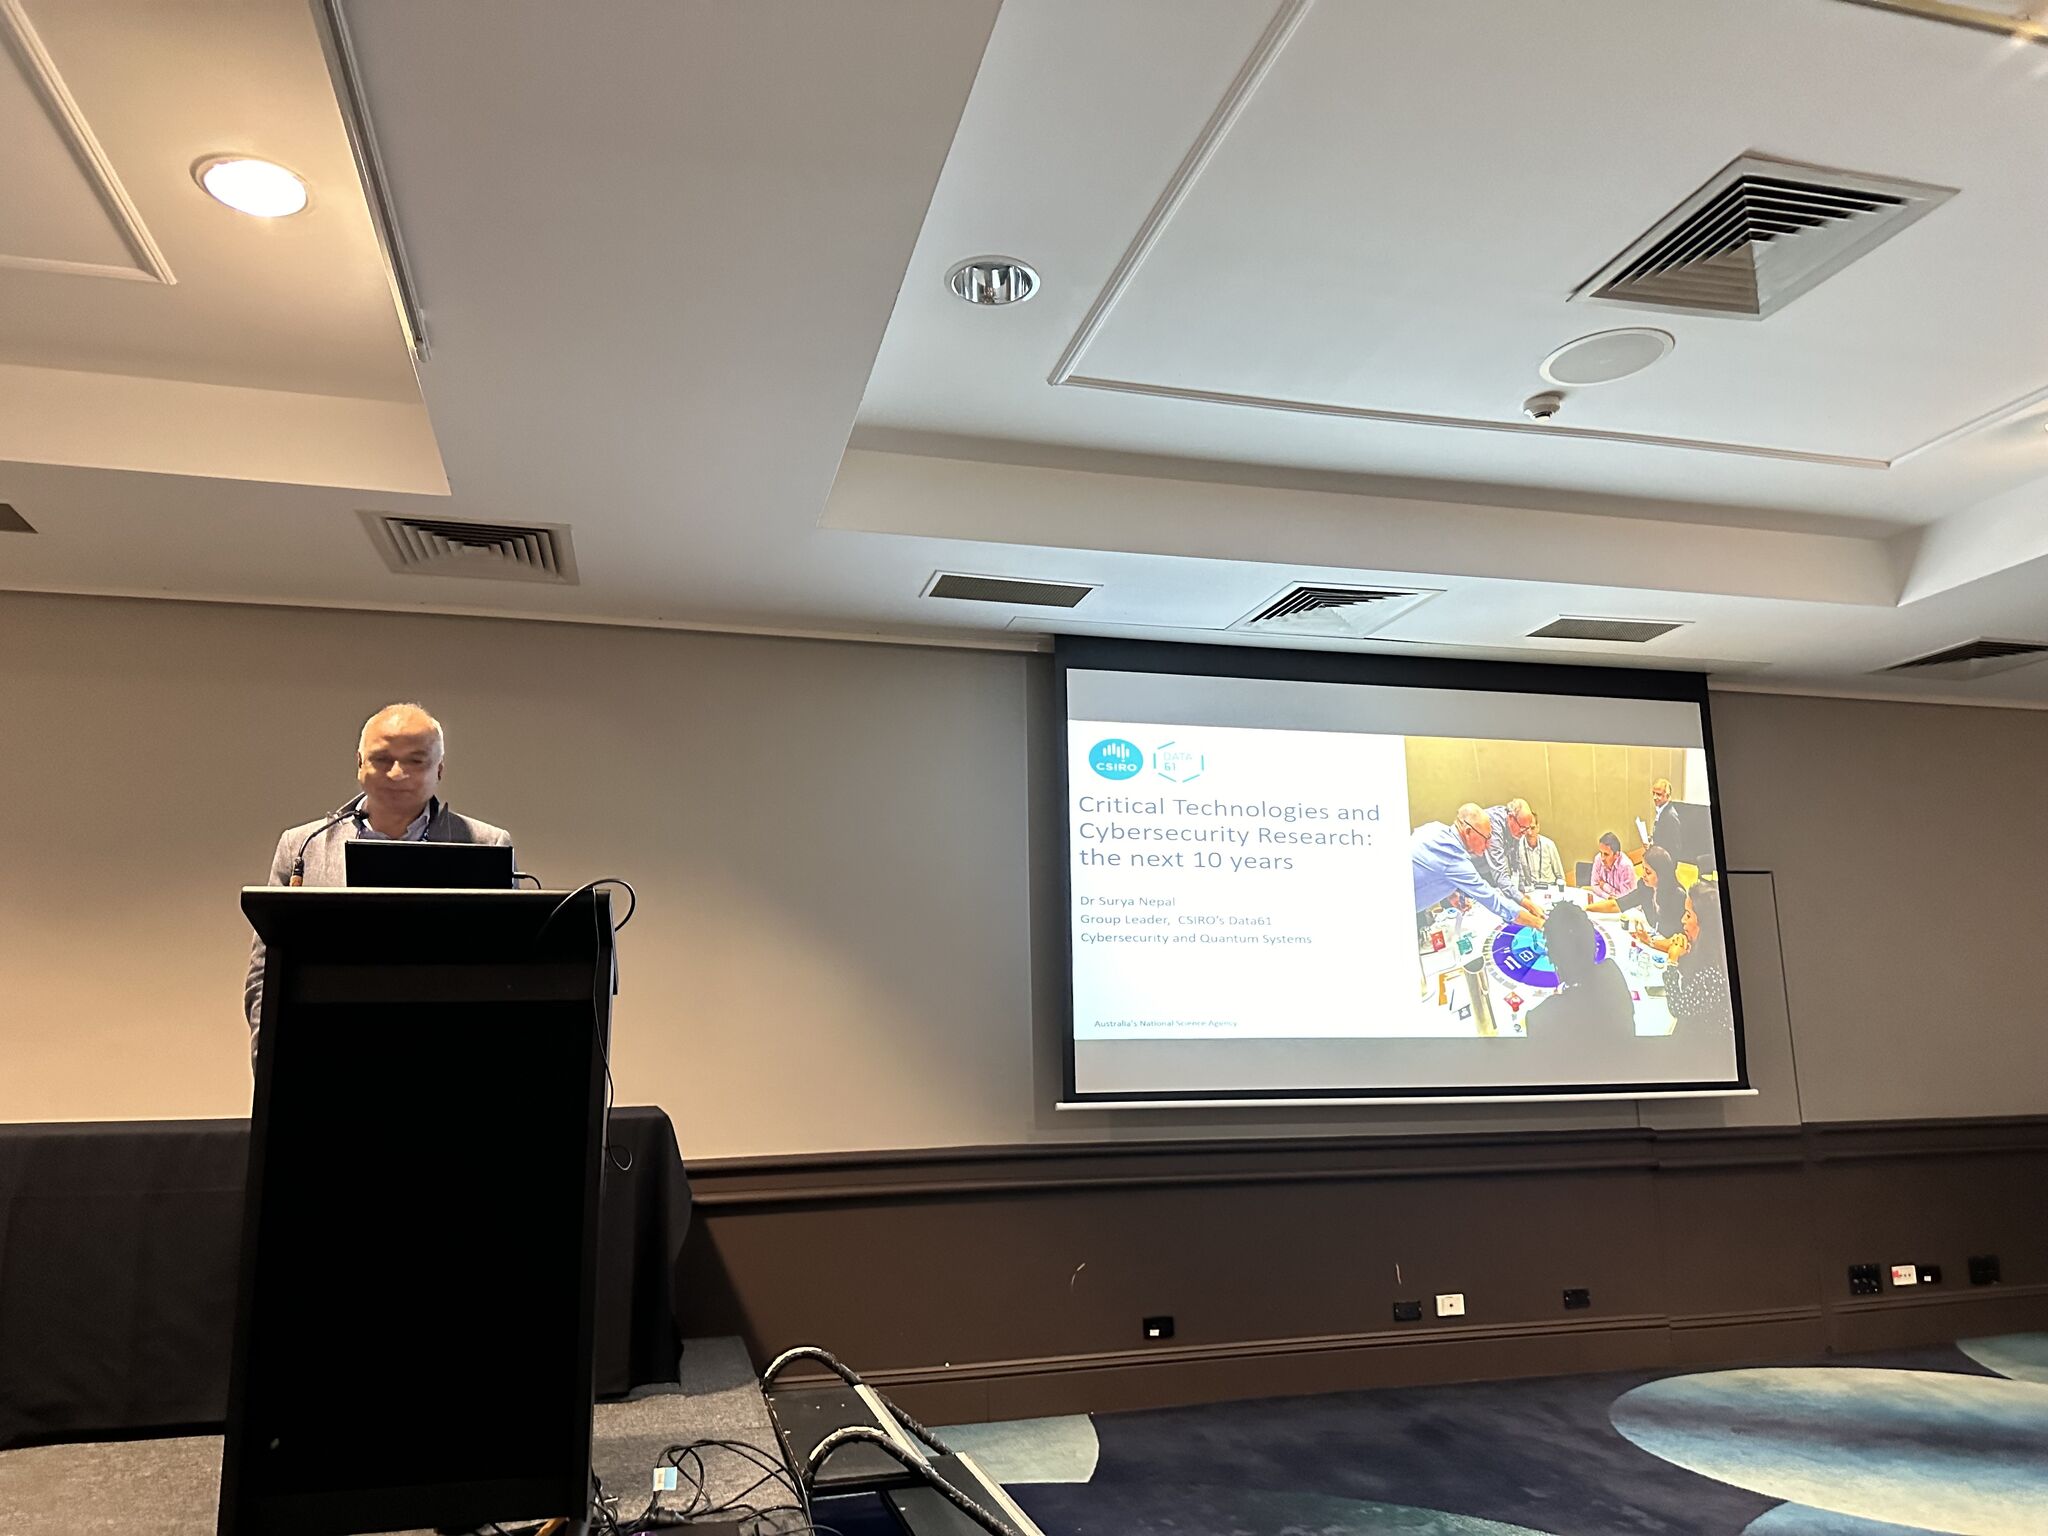 CSIRO
DATA
61
Critical Technologies and
Cybersecurity Research:
the next 10 years
Dr Surya Nepal
Group Leader, CSIRO's Data61
Cybersecurity and Quantum Systems
Australia's National Science Agency